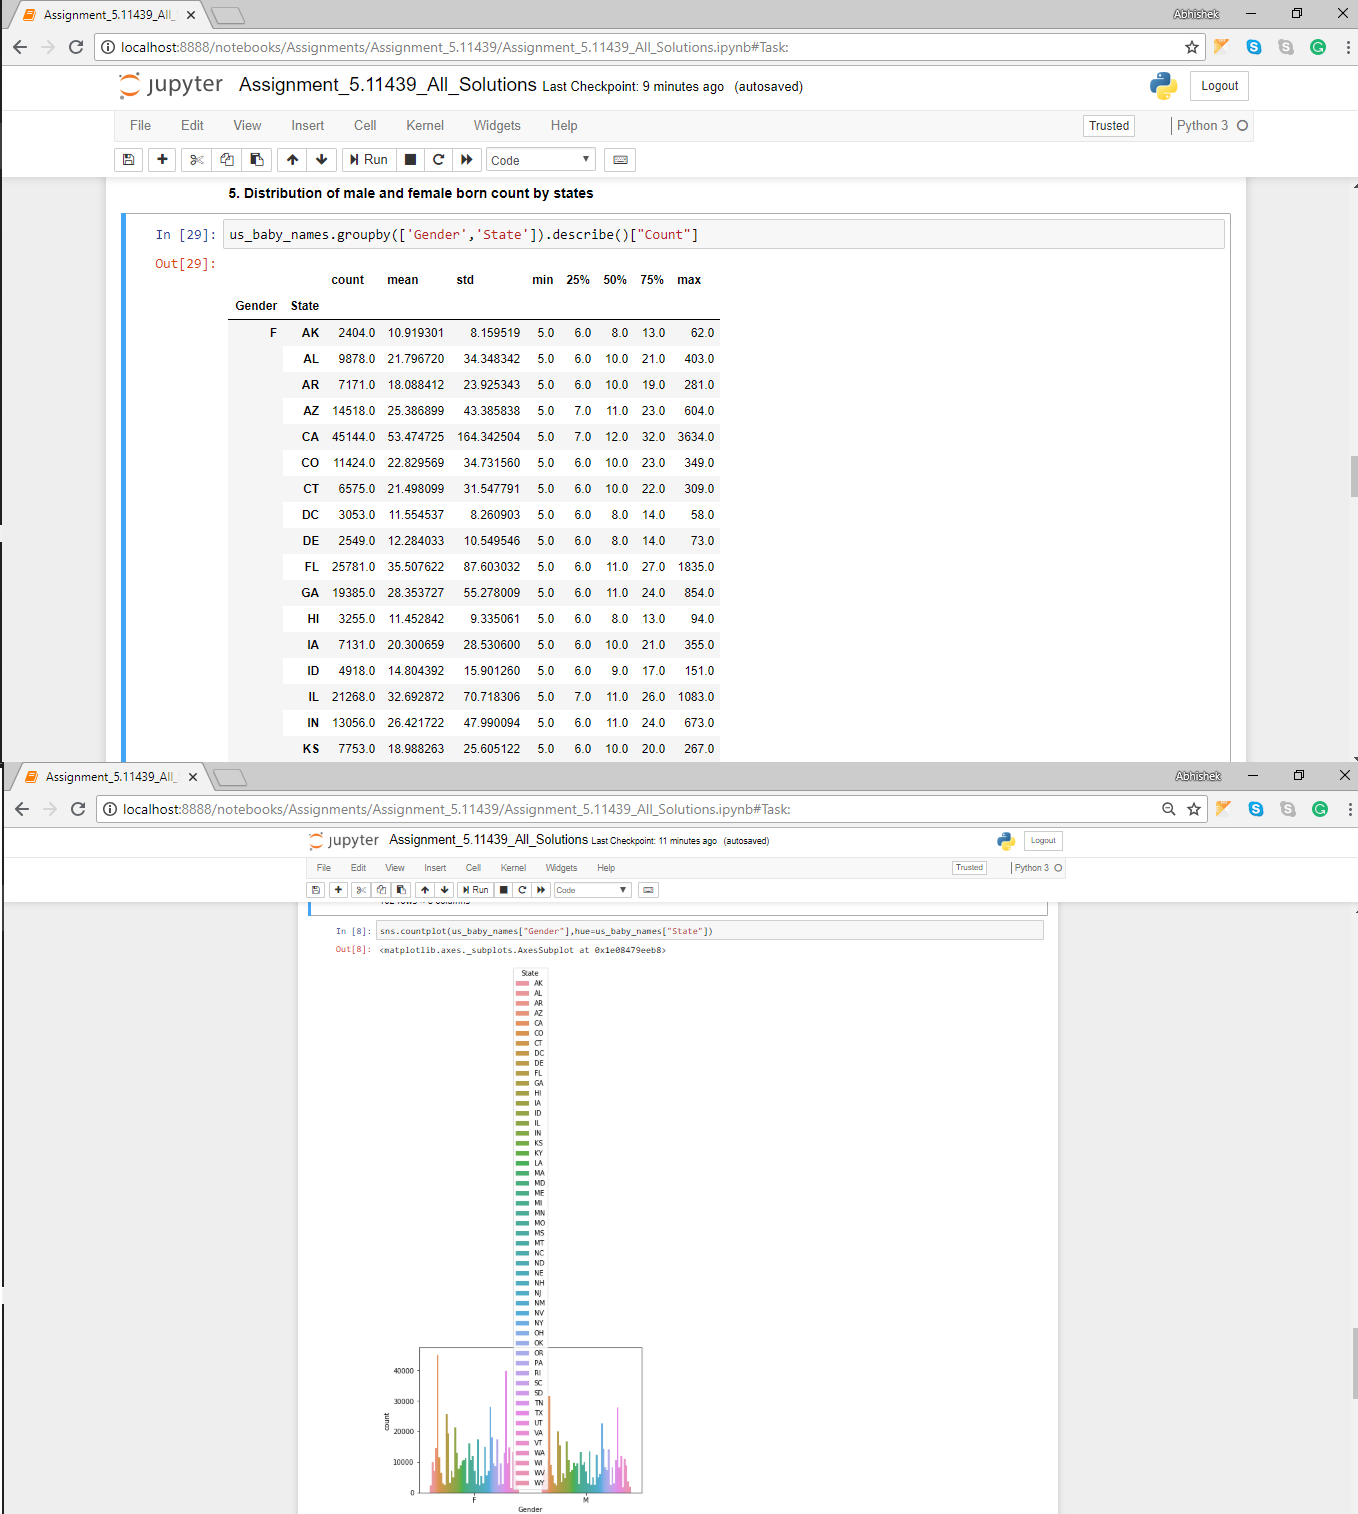 Assignment_5.11439_All_
Abhishek
localhost:8888/notebooks/Assignments/Assignment_5.11439/Assignment_5.11439_All_Solutions.ipynb#Task:
jupyter Assignment_5.11439_All_Solutions Last Checkpoint: 9 minutes ago (autosaved)
Logout
File Edit View Insert Cell Kernel Widgets Help
Trusted Python 3
Run Code
5. Distribution of male and female born count by states
In [29]: us_baby_names.groupby(['Gender','State']).describe()["Count"]
Out[29]:
count mean std min 25% 50% 75% max
Gender State
F AK 2404.0 10.919301 8.159519 5.0 6.0 8.0 13.0 62.0
AL 9878.0 21.796720 34.348342 5.0 6.0 10.0 21.0 403.0
AR 7171.0 18.088412 23.925343 5.0 6.0 10.0 19.0 281.0
AZ 14518.0 25.386899 43.385838 5.0 7.0 11.0 23.0 604.0
CA 45144.0 53.474725 164.342504 5.0 7.0 12.0 32.0 3634.0
CO 11424.0 22.829569 34.731560 5.0 6.0 10.0 23.0 349.0
CT 6575.0 21.498099 31.547791 5.0 6.0 10.0 22.0 309.0
DC 3053.0 11.554537 8.260903 5.0 6.0 8.0 14.0 58.0
DE 2549.0 12.284033 10.549546 5.0 6.0 8.0 14.0 73.0
FL 25781.0 35.507622 87.603032 5.0 6.0 11.0 27.0 1835.0
GA 19385.0 28.353727 55.278009 5.0 6.0 11.0 24.0 854.0
HI 3255.0 11.452842 9.335061 5.0 6.0 8.0 13.0 94.0
IA 7131.0 20.300659 28.530600 5.0 6.0 10.0 21.0 355.0
ID 4918.0 14.804392 15.901260 5.0 6.0 9.0 17.0 151.0
IL 21268.0 32.692872 70.718306 5.0 7.0 11.0 26.0 1083.0
IN 13056.0 26.421722 47.990094 5.0 6.0 11.0 24.0 673.0
KS 7753.0 18.988263 25.605122 5.0 6.0 10.0 20.0 267.0
Assignment_5.11439_All_
Abhishek
localhost:8888/notebooks/Assignments/Assignment_5.11439/Assignment_5.11439_All_Solutions.ipynb#Task:
jupyter Assignment_5.11439_All_Solutions Last Checkpoint: 11 minutes ago (autosaved)
Logout
File Edit View Insert Cell Kernel Widgets Help
Trusted Python 3
Run Code
In [8]: sns.countplot(us_baby_names["Gender"],hue=us_baby_names["State"])
Out[8]: <matplotlib.axes._subplots.AxesSubplot at 0x1e08479eeb8>
State
AK
AL
AR
AZ
CA
CO
CT
DC
DE
FL
GA
HI
IA
ID
IL
IN
KS
KY
LA
MA
MD
ME
MI
MN
MO
MS
MT
NC
ND
NE
NH
NJ
NM
NV
NY
OH
OK
OR
PA
RI
SC
SD
TN
TX
UT
VA
VT
WA
WI
WV
WY
40000
30000
20000
10000
0
count
F M
Gender